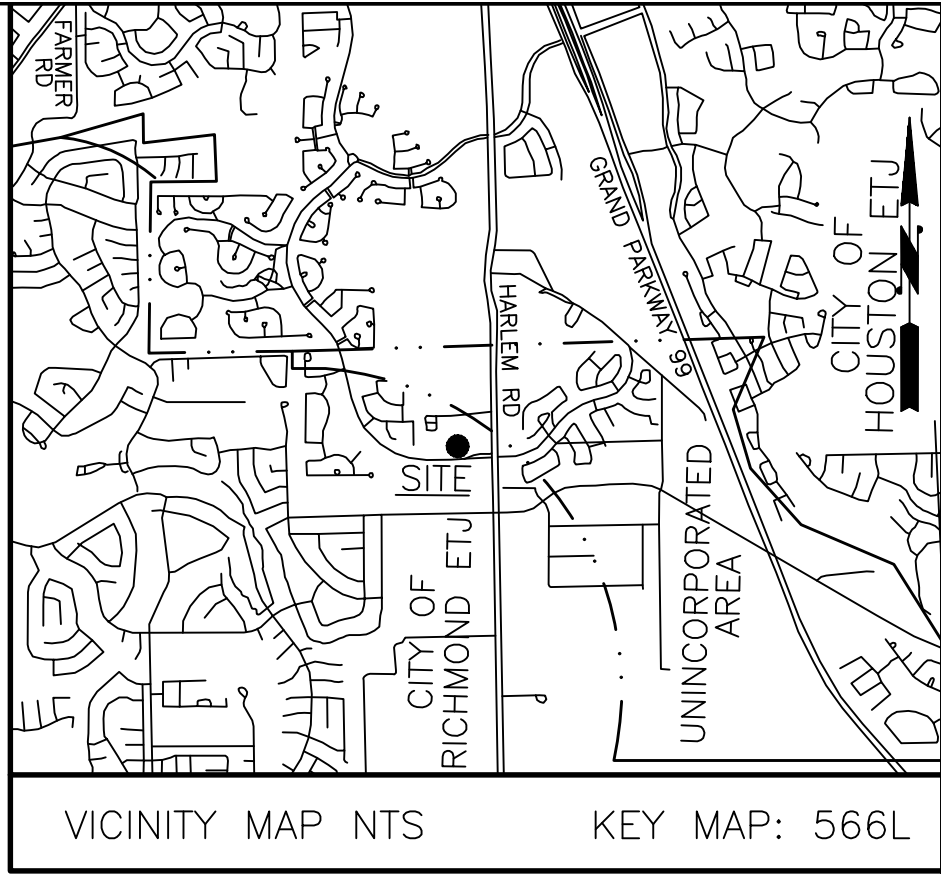 FARMER
RD
GRAND PARKWAY 99
CITY OF
HOUSTON ETJ
HARLEM RD
SITE
UNINCORPORATED
AREA
CITY OF
RICHMOND ETJ
VICINITY MAP NTS
KEY MAP: 566L